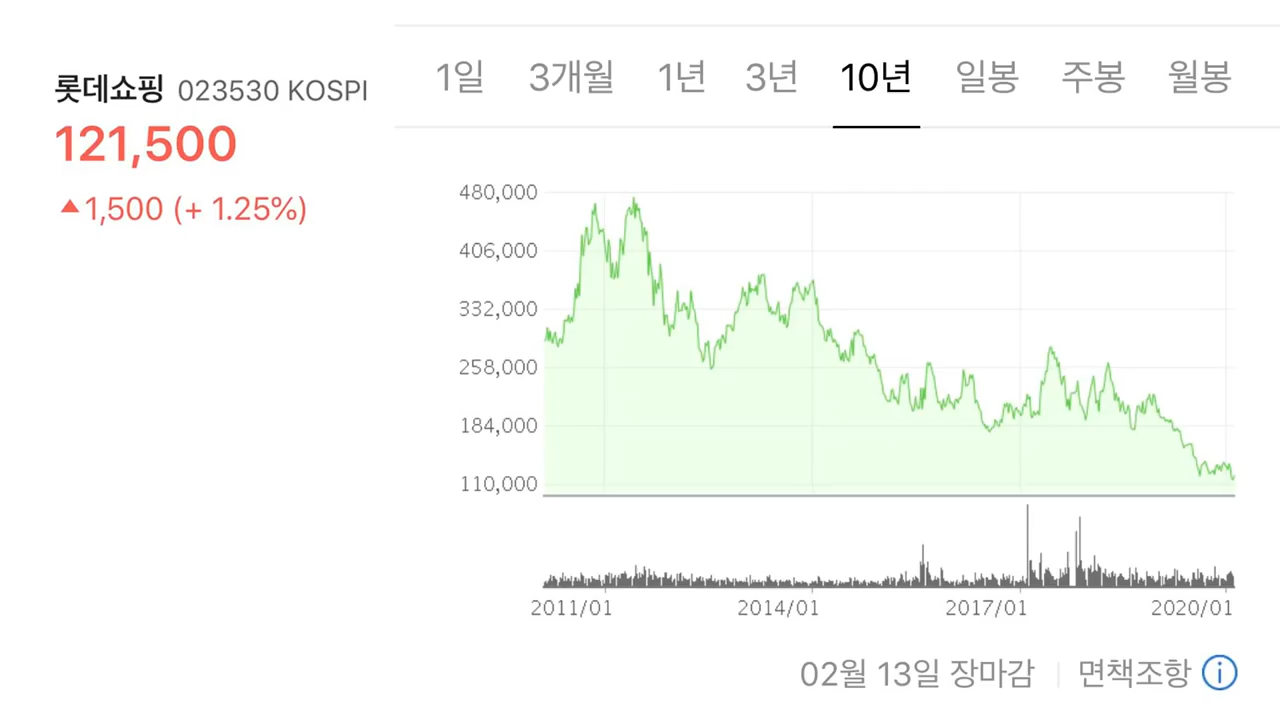 롯데쇼핑 023530 KOSPI
121,500
▲1,500 (+ 1.25%)
1일 3개월 1년 3년 10년 일봉 주봉 월봉
480,000
406,000
332,000
258,000
184,000
110,000
2011/01 2014/01 2017/01 2020/01
02월 13일 장마감 | 면책조항 ⓘ